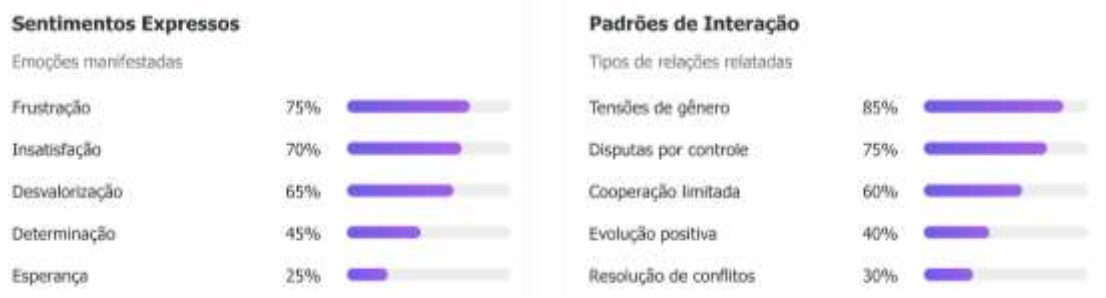 Sentimentos Expressos
Emoções manifestadas
Frustração 75%
Insatisfação 70%
Desvalorização 65%
Determinação 45%
Esperança 25%
Padrões de Interação
Tipos de relações relatadas
Tensões de gênero 85%
Disputas por controle 75%
Cooperação limitada 60%
Evolução positiva 40%
Resolução de conflitos 30%